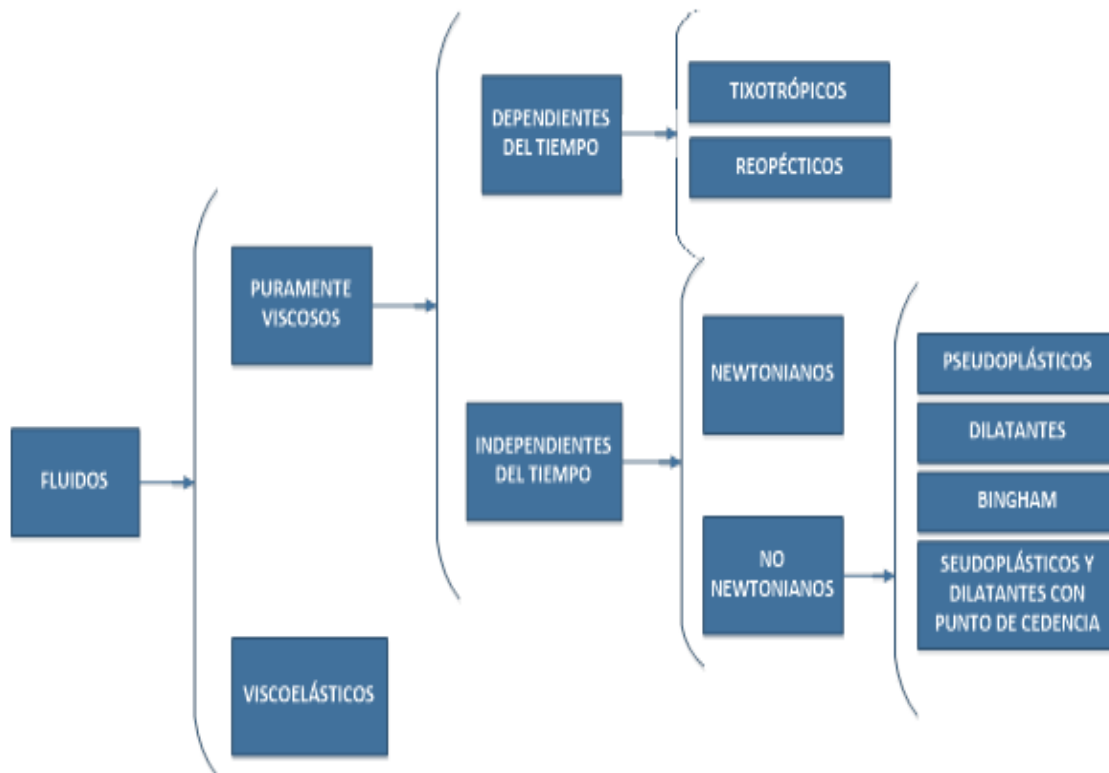 FLUIDOS
PURAMENTE
VISCOSOS
VISCOELÁSTICOS
DEPENDIENTES
DEL TIEMPO
INDEPENDIENTES
DEL TIEMPO
TIXOTRÓPICOS
REOPÉCTICOS
NEWTONIANOS
NO
NEWTONIANOS
PSEUDOPLÁSTICOS
DILATANTES
BINGHAM
SEUDOPLÁSTICOS Y
DILATANTES CON
PUNTO DE CEDENCIA